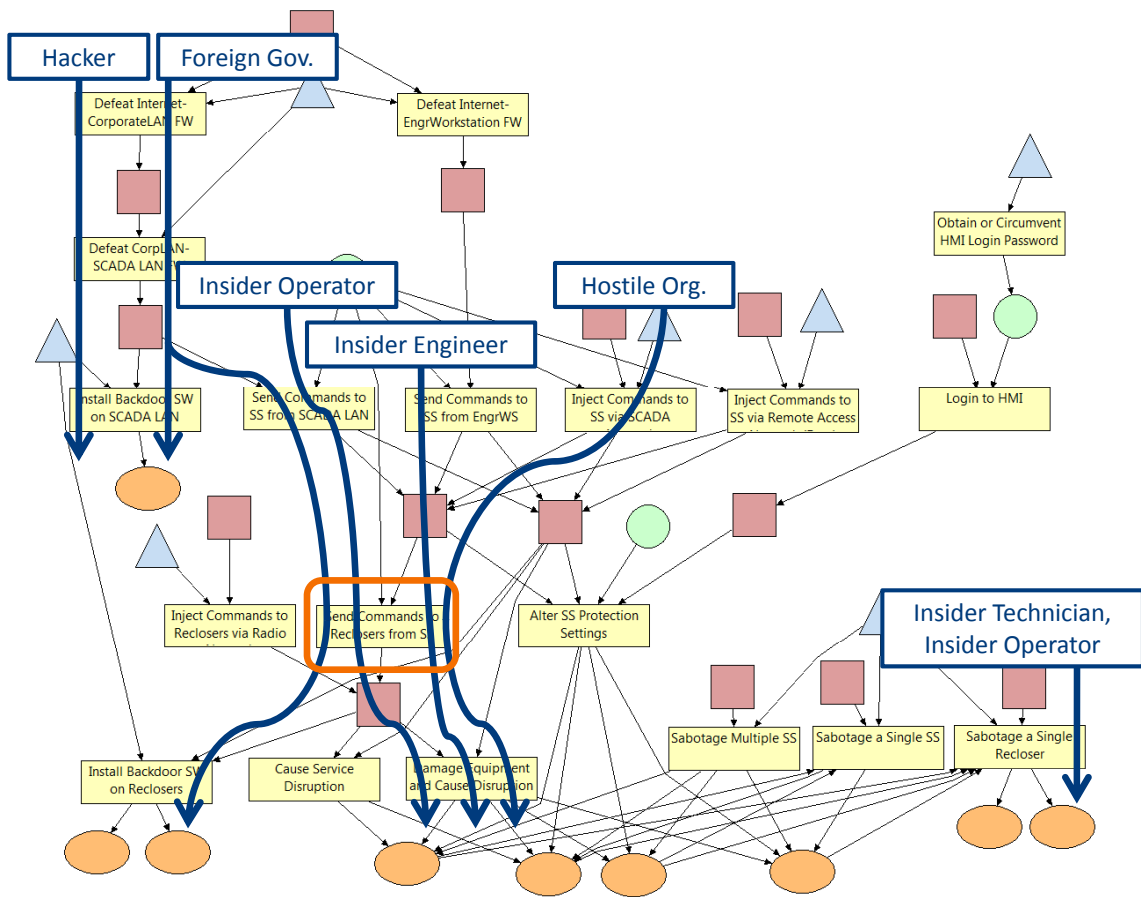 Hacker
Foreign Gov.
Defeat Internet-
CorporateLAN FW
Defeat Internet-
EngrWorkstation FW
Obtain or Circumvent
HMI Login Password
Defeat CorpLAN-
SCADA LAN
Insider Operator
Hostile Org.
Insider Engineer
Install Backdoor SW
on SCADA LAN
Send Commands to
SS from SCADA LAN
Send Commands to
SS from EngrWS
Inject Commands to
SS via SCADA
Inject Commands to
SS via Remote Access
Login to HMI
Inject Commands to
Reclosers via Radio
Send Commands to
Reclosers from
Alter SS Protection
Settings
Insider Technician,
Insider Operator
Sabotage Multiple SS
Sabotage a Single SS
Sabotage a Single
Recloser
Install Backdoor SW
on Reclosers
Cause Service
Disruption
Damage Equipment
and Cause Disruption